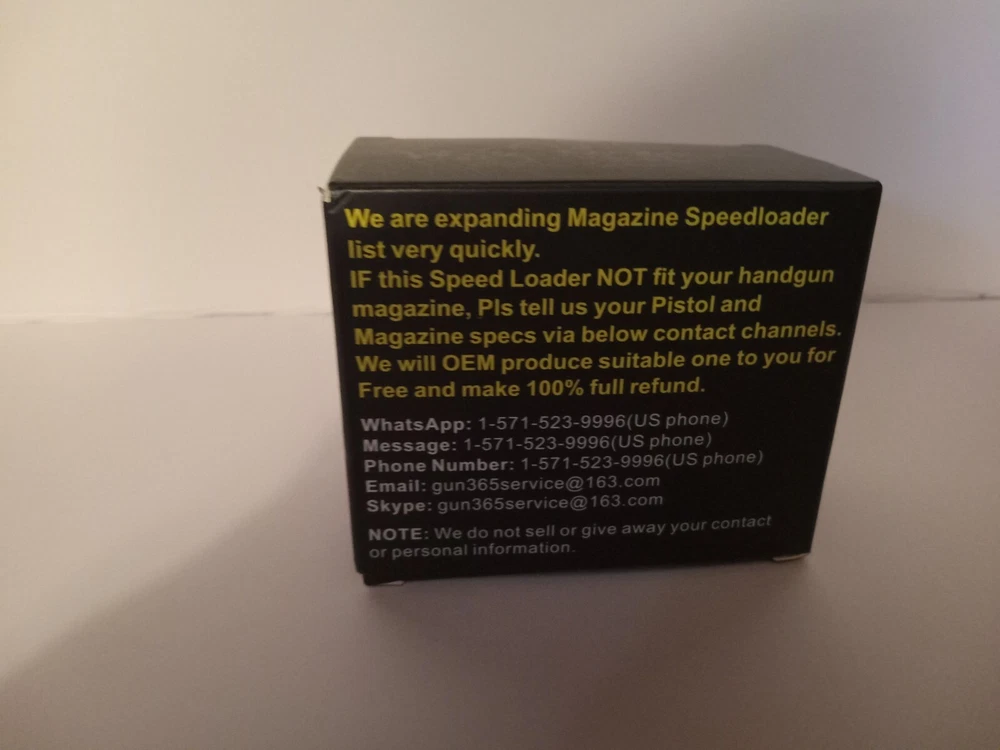 We are expanding Magazine Speedloader
list very quickly.
IF this Speed Loader NOT fit your handgun
magazine, Pls tell us your Pistol and
Magazine specs via below contact channels.
We will OEM produce suitable one to you for
Free and make 100% full refund.
WhatsApp: 1-571-523-9996(US phone)
Message: 1-571-523-9996(US phone)
Phone Number: 1-571-523-9996(US phone)
Email: gun365service@163.com
Skype: gun365service@163.com
NOTE: We do not sell or give away your contact
or personal information.